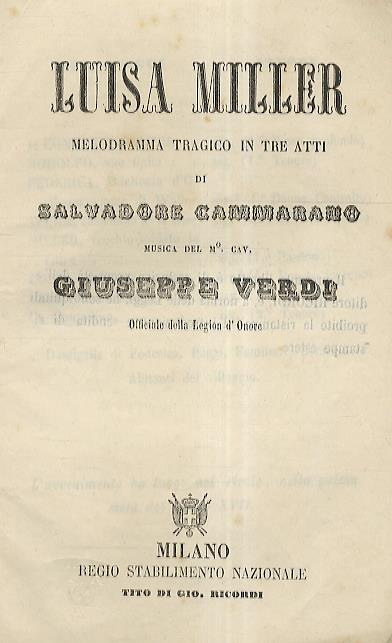 LUISA MILLER
MELODRAMMA TRAGICO IN TRE ATTI
DI
SALVADORE CAMMARANO
MUSICA DEL Mº. CAV.
GIUSEPPE VERDI
Officiale della Legion d'Onore
MILANO
REGIO STABILIMENTO NAZIONALE
TITO DI GIO. RICORDI